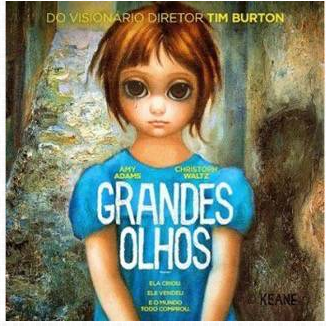 DO VISIONÁRIO DIRETOR TIM BURTON
AMY ADAMS
CHRISTOPH WALTZ
GRANDES
OLHOS
ELA CRIOU.
ELE VENDEU.
E O MUNDO
TODO COMPROU.
KEANE